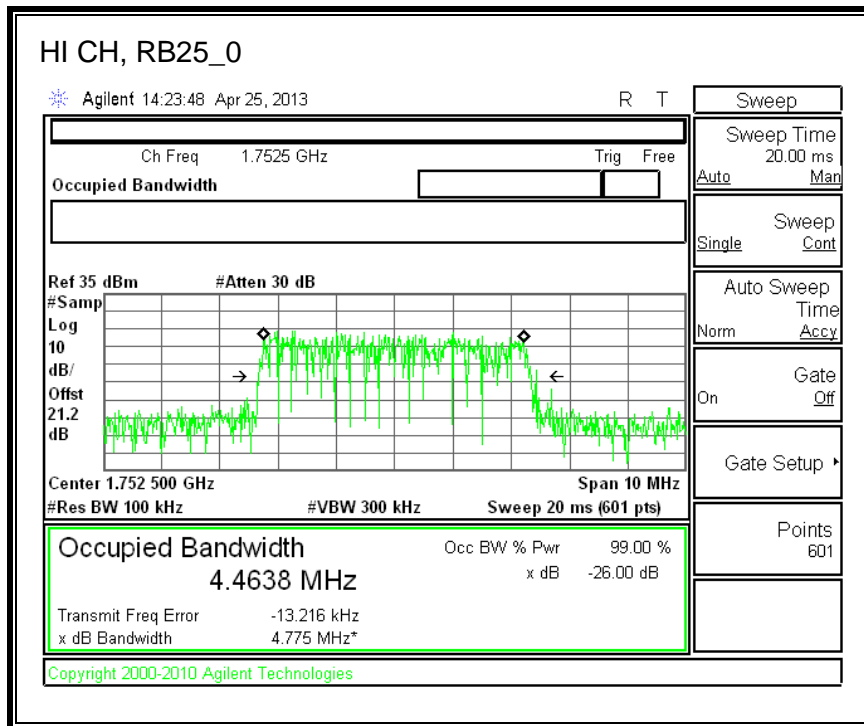 HI CH, RB25_0
Agilent 14:23:48 Apr 25, 2013 R T
Ch Freq 1.7525 GHz Trig Free
Occupied Bandwidth
Ref 35 dBm #Atten 30 dB
#Samp
Log
10
dB/
Offst
21.2
dB
Center 1.752 500 GHz Span 10 MHz
#Res BW 100 kHz #VBW 300 kHz Sweep 20 ms (601 pts)
Occupied Bandwidth Occ BW % Pwr 99.00 %
4.4638 MHz x dB -26.00 dB
Transmit Freq Error -13.216 kHz
x dB Bandwidth 4.775 MHz*
Copyright 2000-2010 Agilent Technologies
Sweep
Sweep Time
20.00 ms
Auto Man
Sweep
Single Cont
Auto Sweep
Time
Norm Accy
Gate
On Off
Gate Setup
Points
601